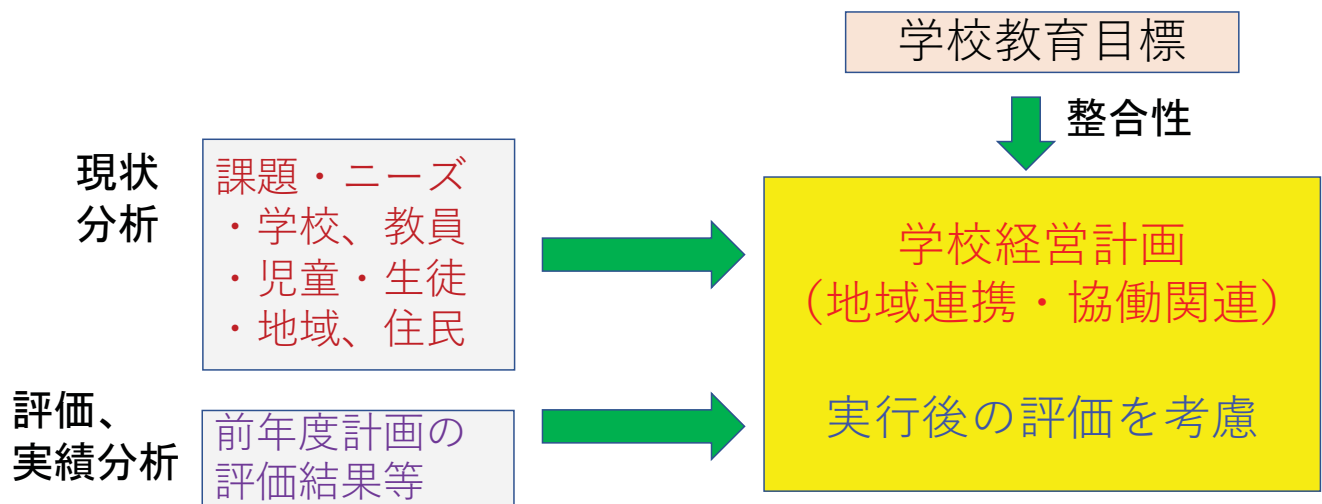 学校教育目標
整合性
現状
分析
課題・ニーズ
・学校、教員
・児童・生徒
・地域、住民
学校経営計画
（地域連携・協働関連）
実行後の評価を考慮
評価、
実績分析
前年度計画の
評価結果等